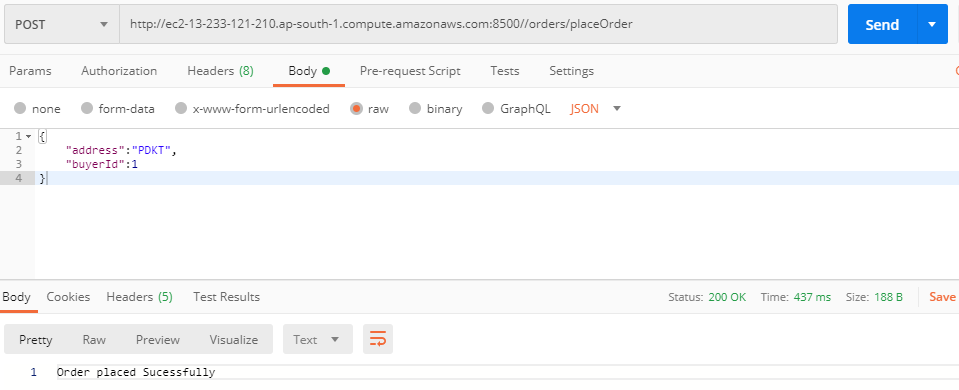 POST http://ec2-13-233-121-210.ap-south-1.compute.amazonaws.com:8500//orders/placeOrder Send
Params Authorization Headers (8) Body Pre-request Script Tests Settings
none form-data x-www-form-urlencoded raw binary GraphQL JSON
1 {
2 "address":"PDKT",
3 "buyerId":1
4 }
Body Cookies Headers (5) Test Results Status: 200 OK Time: 437 ms Size: 188 B Save
Pretty Raw Preview Visualize Text
1 Order placed Sucessfully